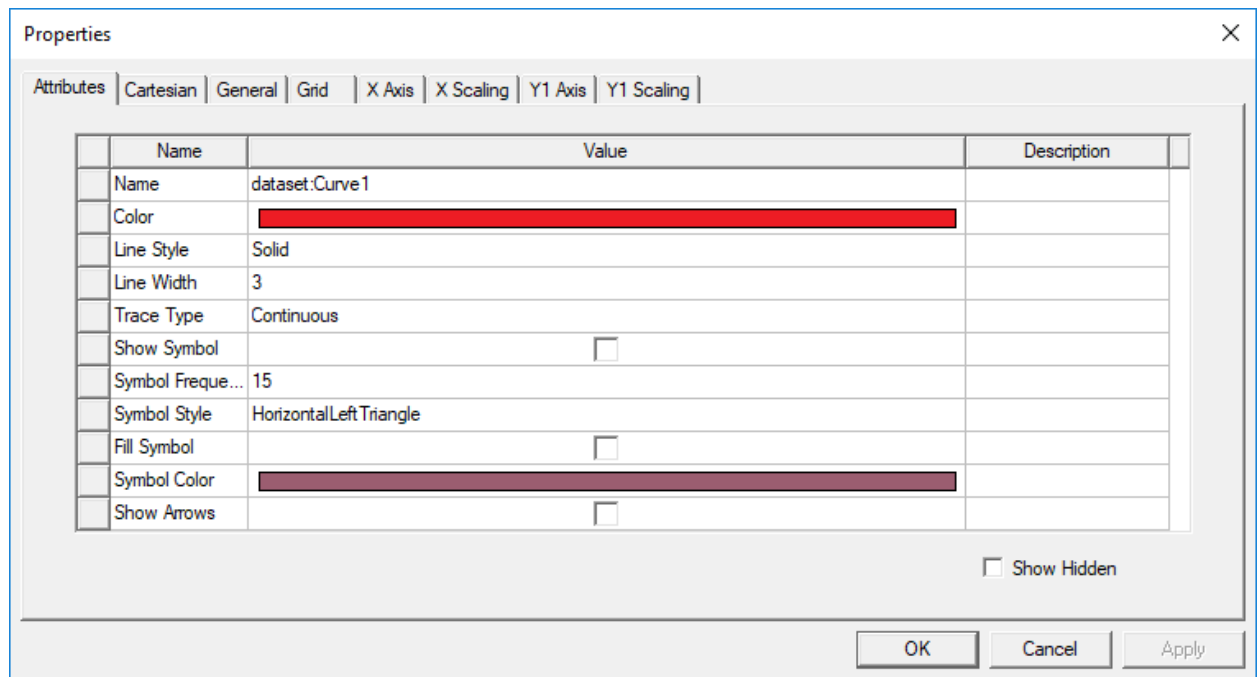 Properties
Attributes Cartesian General Grid X Axis X Scaling Y1 Axis Y1 Scaling
Name Value Description
Name dataset:Curve1
Color
Line Style Solid
Line Width 3
Trace Type Continuous
Show Symbol
Symbol Freque... 15
Symbol Style HorizontalLeftTriangle
Fill Symbol
Symbol Color
Show Arrows
Show Hidden
OK Cancel Apply